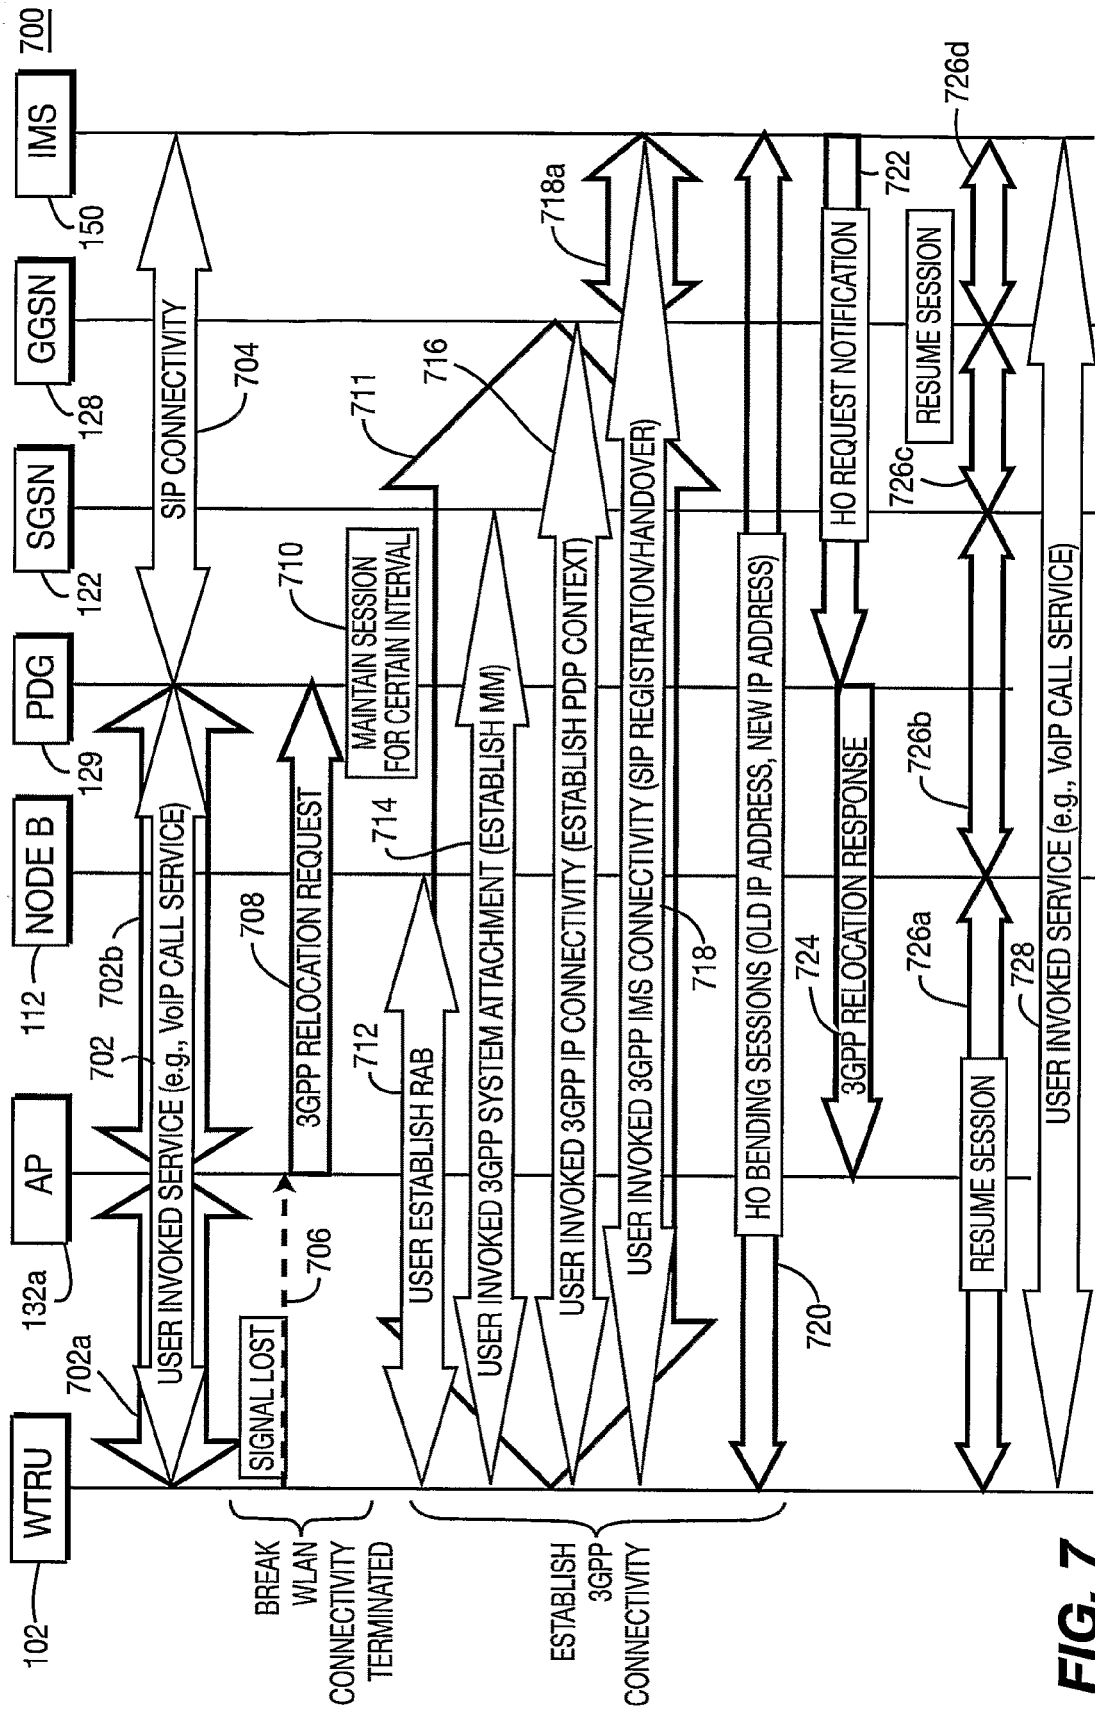 700
WTRU
AP
NODE B
PDG
SGSN
GGSN
IMS
102
132a
112
129
122
128
150
702a
702
702b
USER INVOKED SERVICE (e.g., VoIP CALL SERVICE)
SIP CONNECTIVITY
704
BREAK
WLAN
CONNECTIVITY
TERMINATED
SIGNAL LOST
706
708
3GPP RELOCATION REQUEST
MAINTAIN SESSION
FOR CERTAIN INTERVAL
710
711
ESTABLISH
3GPP
CONNECTIVITY
712
USER ESTABLISH RAB
714
USER INVOKED 3GPP SYSTEM ATTACHMENT (ESTABLISH MM)
716
USER INVOKED 3GPP IP CONNECTIVITY (ESTABLISH PDP CONTEXT)
USER INVOKED 3GPP IMS CONNECTIVITY (SIP REGISTRATION/HANDOVER)
718
718a
HO BENDING SESSIONS (OLD IP ADDRESS, NEW IP ADDRESS)
720
HO REQUEST NOTIFICATION
722
724
3GPP RELOCATION RESPONSE
RESUME SESSION
RESUME SESSION
726a
726b
726c
726d
728
USER INVOKED SERVICE (e.g., VoIP CALL SERVICE)
FIG. 7